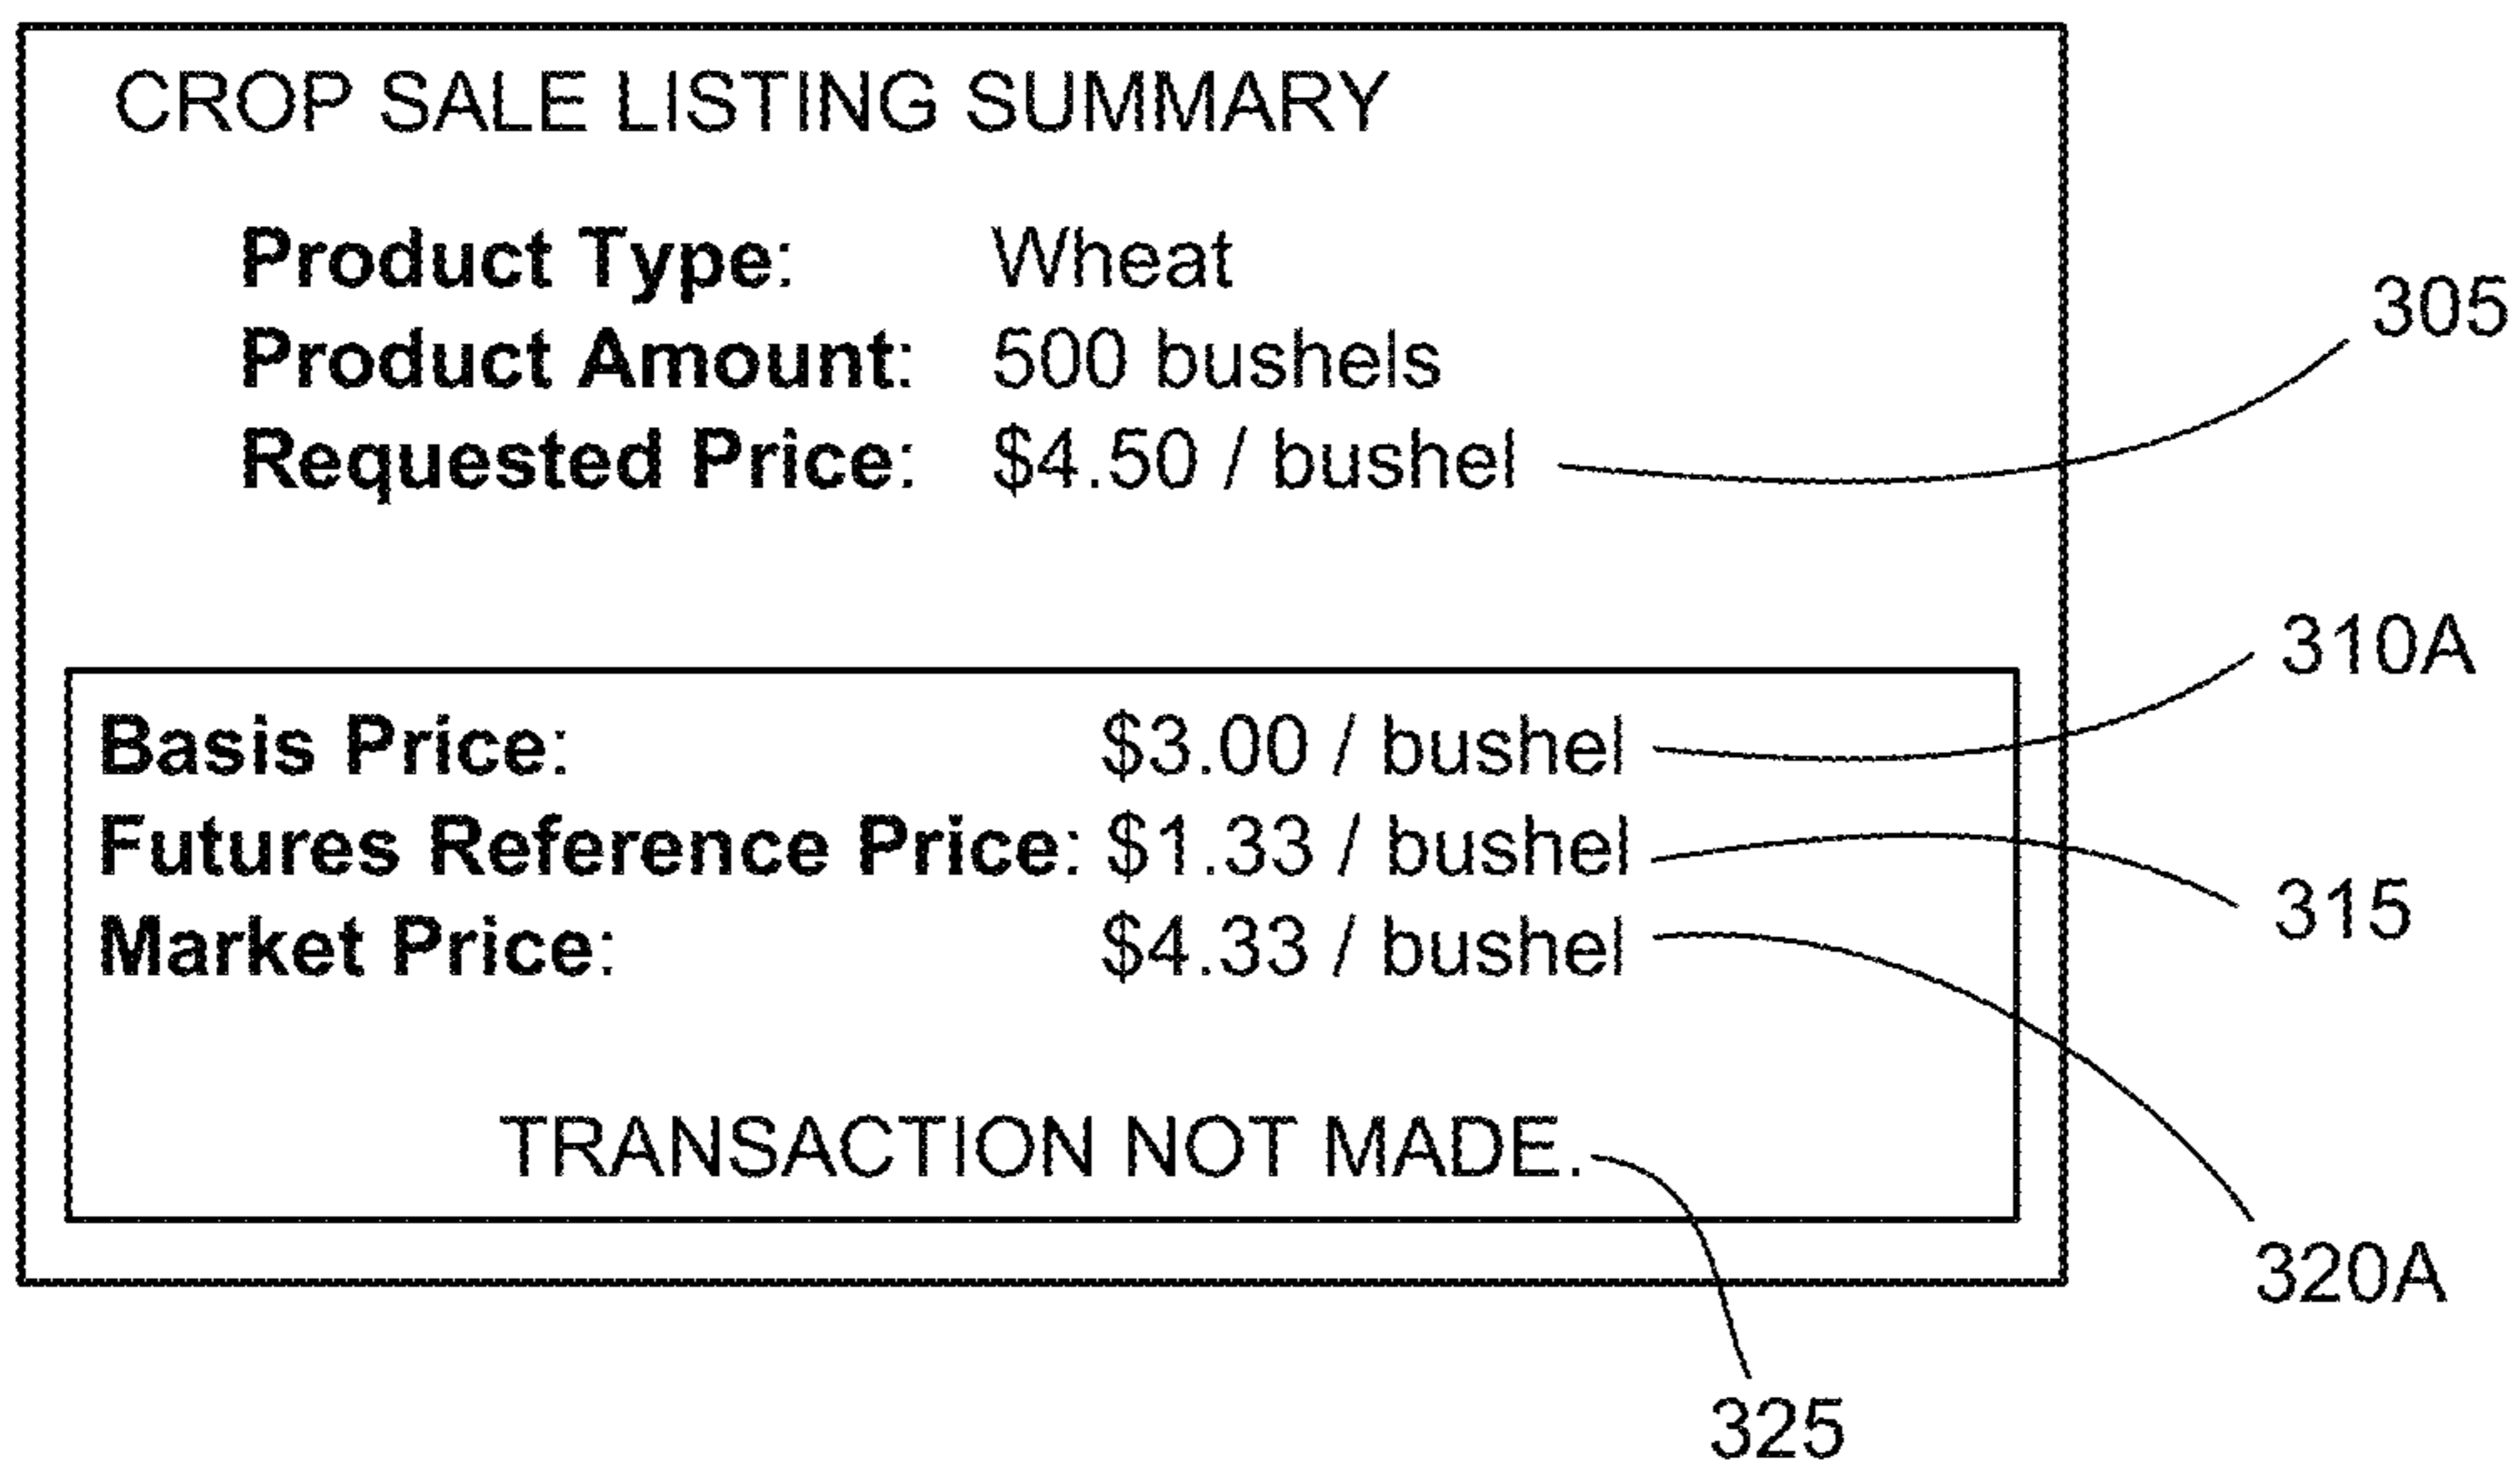 CROP SALE LISTING SUMMARY
Product Type: Wheat
Product Amount: 500 bushels
Requested Price: $4.50 / bushel
305
310A
Basis Price: $3.00 / bushel
Futures Reference Price: $1.33 / bushel
315
Market Price: $4.33 / bushel
TRANSACTION NOT MADE.
320A
325